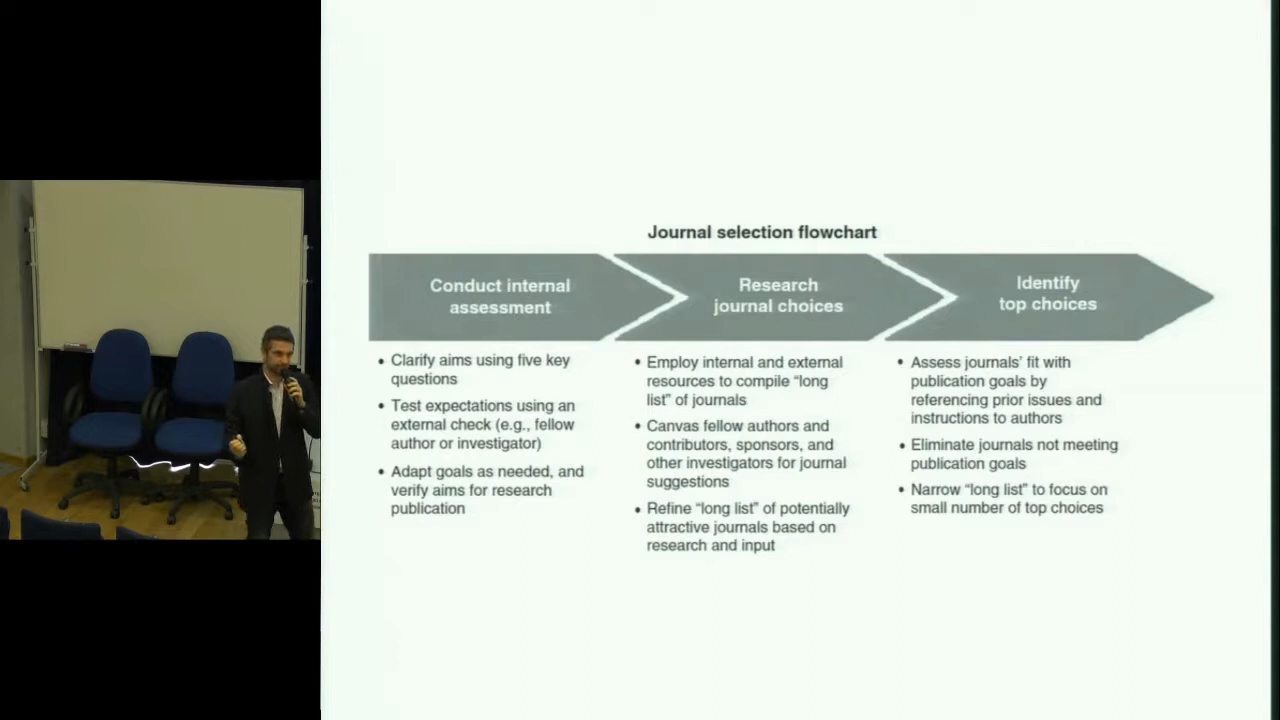 Journal selection flowchart
Conduct internal
assessment
• Clarify aims using five key
questions
• Test expectations using an
external check (e.g., fellow
author or investigator)
• Adapt goals as needed, and
verify aims for research
publication
Research
journal choices
• Employ internal and external
resources to compile “long
list” of journals
• Canvas fellow authors and
contributors, sponsors, and
other investigators for journal
suggestions
• Refine “long list” of potentially
attractive journals based on
research and input
Identify
top choices
• Assess journals’ fit with
publication goals by
referencing prior issues and
instructions to authors
• Eliminate journals not meeting
publication goals
• Narrow “long list” to focus on
small number of top choices